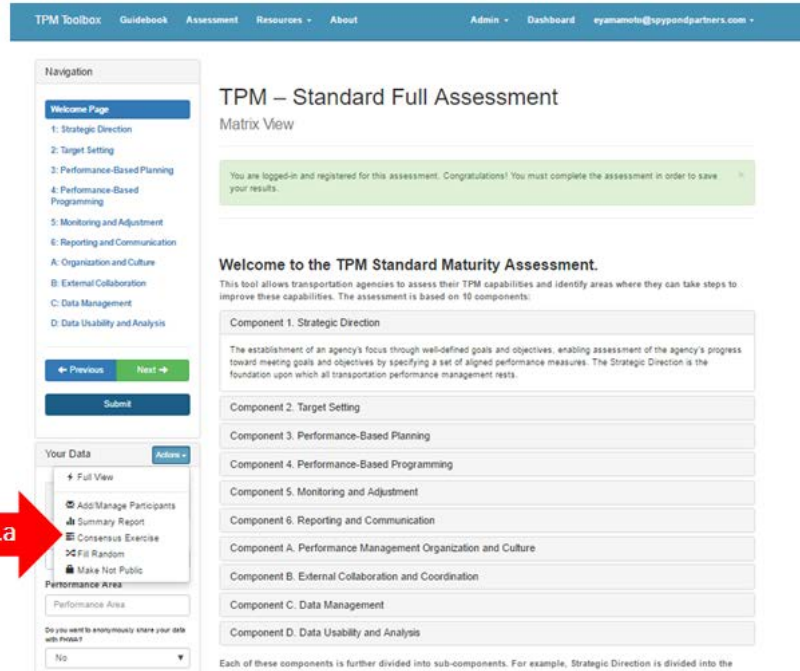 TPM Toolbox Guidebook Assessment Resources About Admin Dashboard eyamamoto@spypondpartners.com
Navigation
Welcome Page
1: Strategic Direction
2: Target Setting
3: Performance-Based Planning
4: Performance-Based
Programming
5: Monitoring and Adjustment
6: Reporting and Communication
A: Organization and Culture
B: External Collaboration
C: Data Management
D: Data Usability and Analysis
← Previous
Next →
Submit
Your Data
Actions
Full View
Add/Manage Participants
Summary Report
Consensus Exercise
Fill Random
Make Not Public
.a
Performance Area
Performance Area
Do you want to anonymously share your data
with FHWA?
No
TPM – Standard Full Assessment
Matrix View
You are logged-in and registered for this assessment. Congratulations! You must complete the assessment in order to save
your results.
×
Welcome to the TPM Standard Maturity Assessment.
This tool allows transportation agencies to assess their TPM capabilities and identify areas where they can take steps to
improve these capabilities. The assessment is based on 10 components:
Component 1. Strategic Direction
The establishment of an agency's focus through well-defined goals and objectives, enabling assessment of the agency's progress
toward meeting goals and objectives by specifying a set of aligned performance measures. The Strategic Direction is the
foundation upon which all transportation performance management rests.
Component 2. Target Setting
Component 3. Performance-Based Planning
Component 4. Performance-Based Programming
Component 5. Monitoring and Adjustment
Component 6. Reporting and Communication
Component A. Performance Management Organization and Culture
Component B. External Collaboration and Coordination
Component C. Data Management
Component D. Data Usability and Analysis
Each of these components is further divided into sub-components. For example, Strategic Direction is divided into the